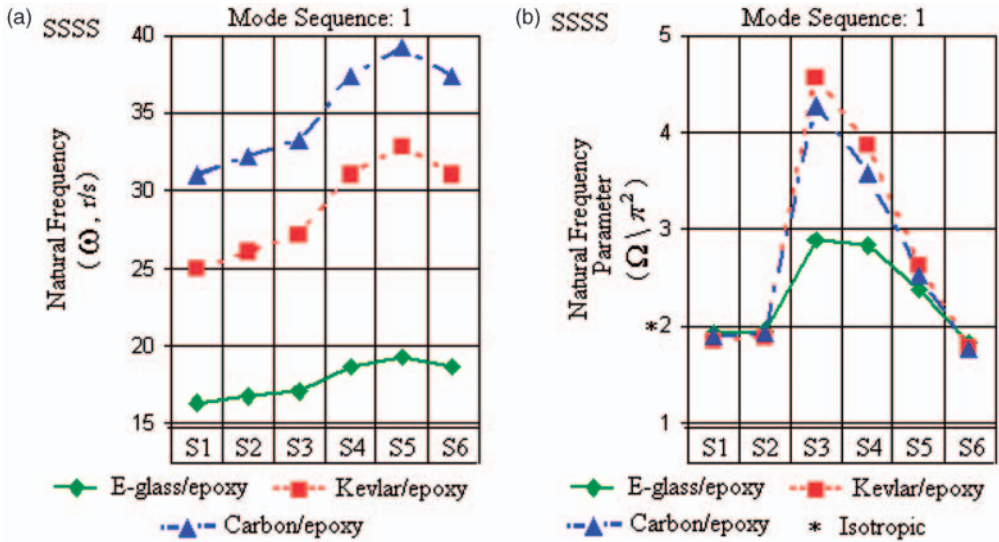 (a) SSSS Mode Sequence: 1
40
35
30
25
20
15
Natural Frequency
(ω, r/s)
S1 S2 S3 S4 S5 S6
E-glass/epoxy Kevlar/epoxy
Carbon/epoxy
(b) SSSS Mode Sequence: 1
5
4
3
*2
1
Natural Frequency
Parameter
(Ω \ π²)
S1 S2 S3 S4 S5 S6
E-glass/epoxy Kevlar/epoxy
Carbon/epoxy * Isotropic